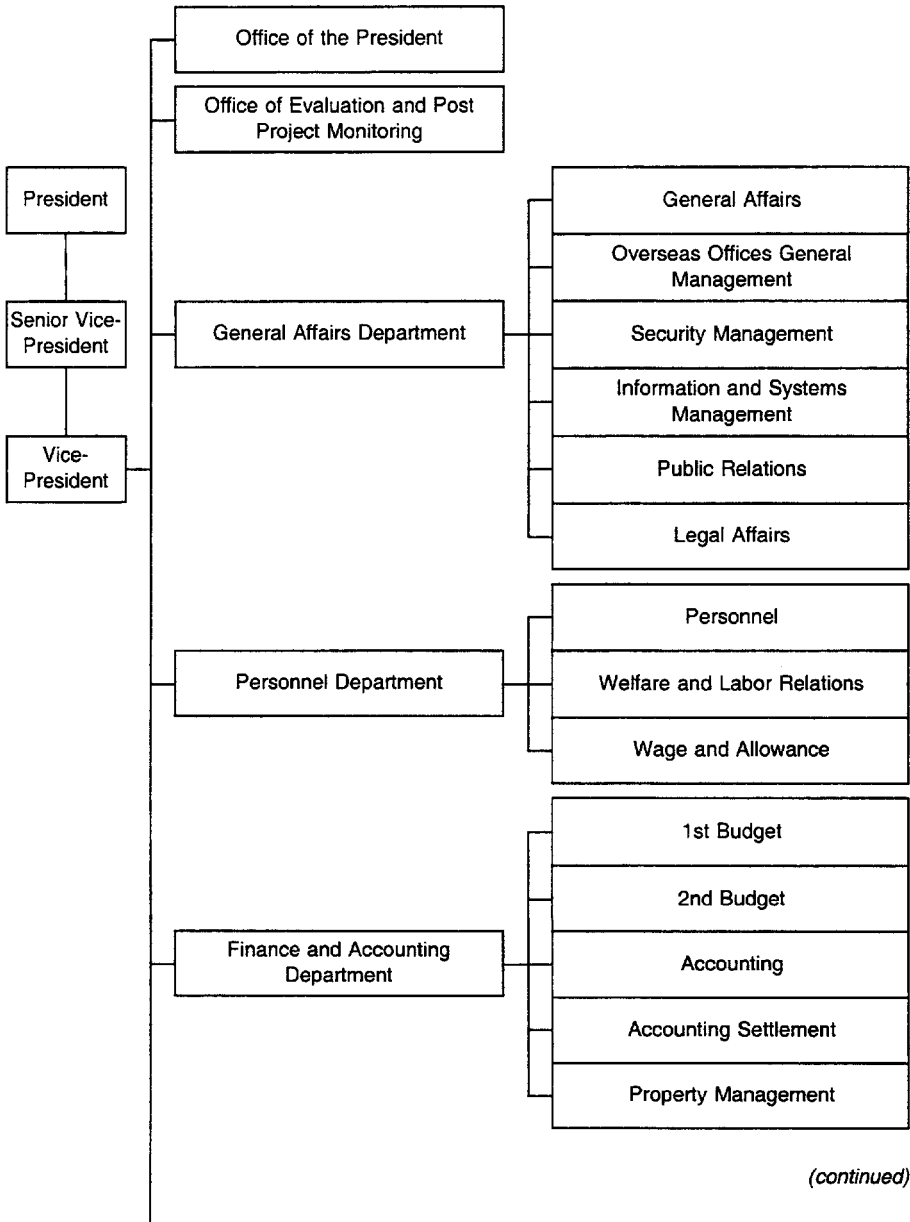 Office of the President
Office of Evaluation and Post
Project Monitoring
President
Senior Vice-
President
Vice-
President
General Affairs Department
General Affairs
Overseas Offices General
Management
Security Management
Information and Systems
Management
Public Relations
Legal Affairs
Personnel Department
Personnel
Welfare and Labor Relations
Wage and Allowance
Finance and Accounting
Department
1st Budget
2nd Budget
Accounting
Accounting Settlement
Property Management
(continued)